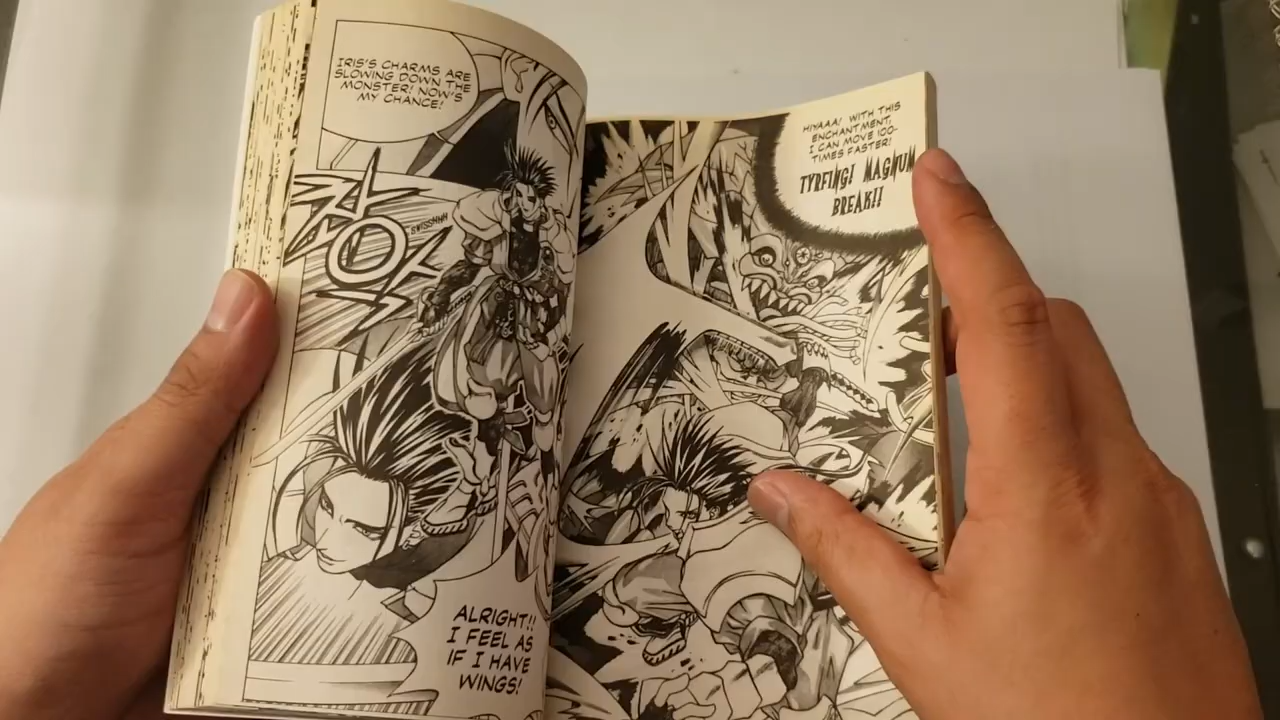 IRIS'S CHARMS ARE
SLOWING DOWN THE
MONSTER! NOW'S
MY CHANCE!
SWISSHHH
ALRIGHT!!
I FEEL AS
IF I HAVE
WINGS!
HIYAAA! WITH THIS
ENCHANTMENT,
I CAN MOVE 100-
TIMES FASTER!
TYRFING! MAGNUM
BREAK!!